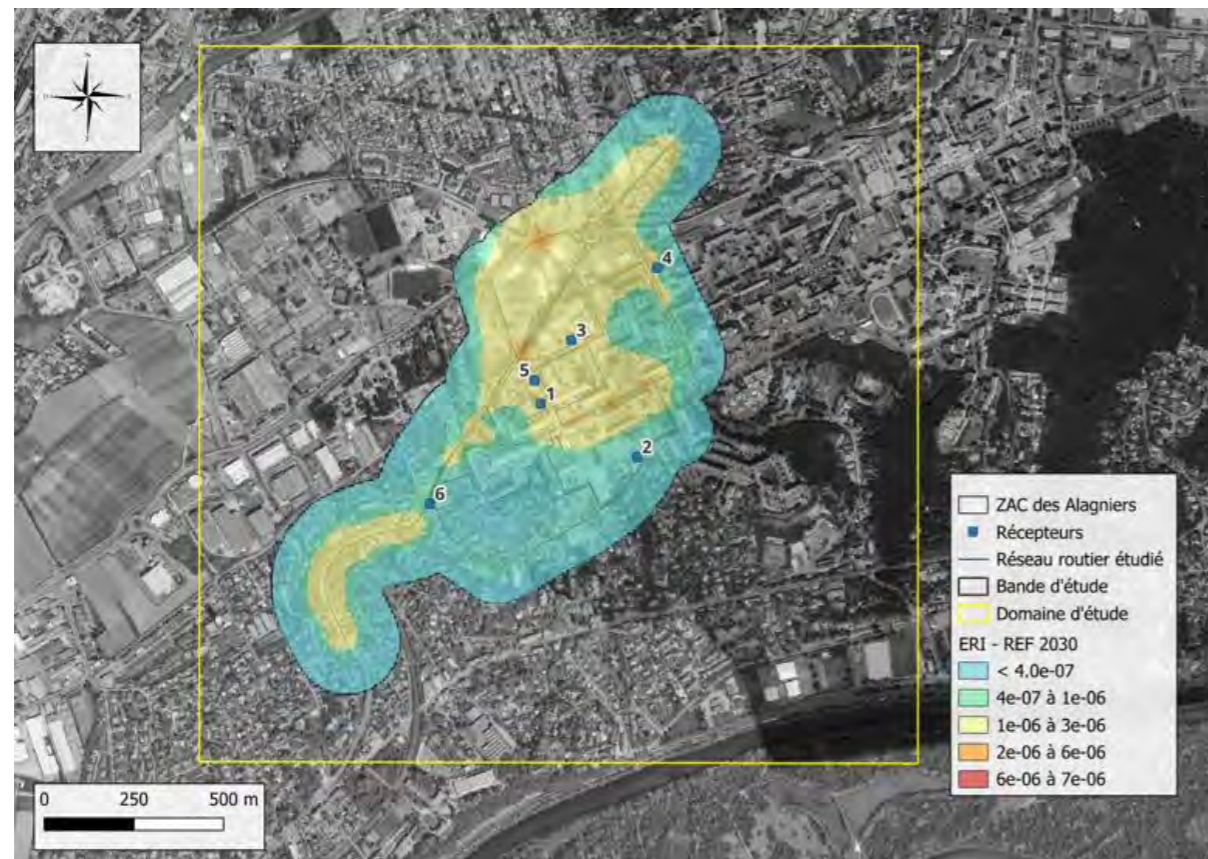 N
4
3
5
1
2
6
ZAC des Alagniers
Récepteurs
Réseau routier étudié
Bande d'étude
Domaine d'étude
ERI - REF 2030
< 4.0e-07
4e-07 à 1e-06
1e-06 à 3e-06
2e-06 à 6e-06
6e-06 à 7e-06
0 250 500 m